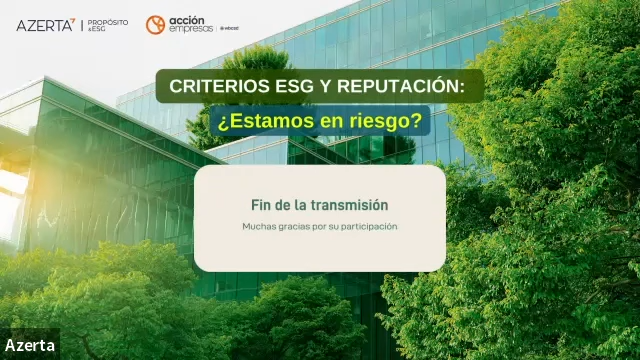 AZERTA
PROPÓSITO
&ESG
acción
empresas
wbcsd
CRITERIOS ESG Y REPUTACIÓN:
¿Estamos en riesgo?
Fin de la transmisión
Muchas gracias por su participación
Azerta